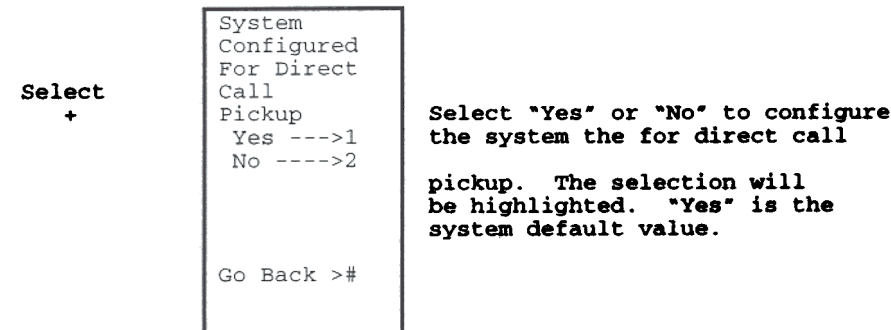 Select
+
System
Configured
For Direct
Call
Pickup
Yes --->1
No ---->2
Go Back >#
Select "Yes" or "No" to configure
the system the for direct call
pickup. The selection will
be highlighted. "Yes" is the
system default value.